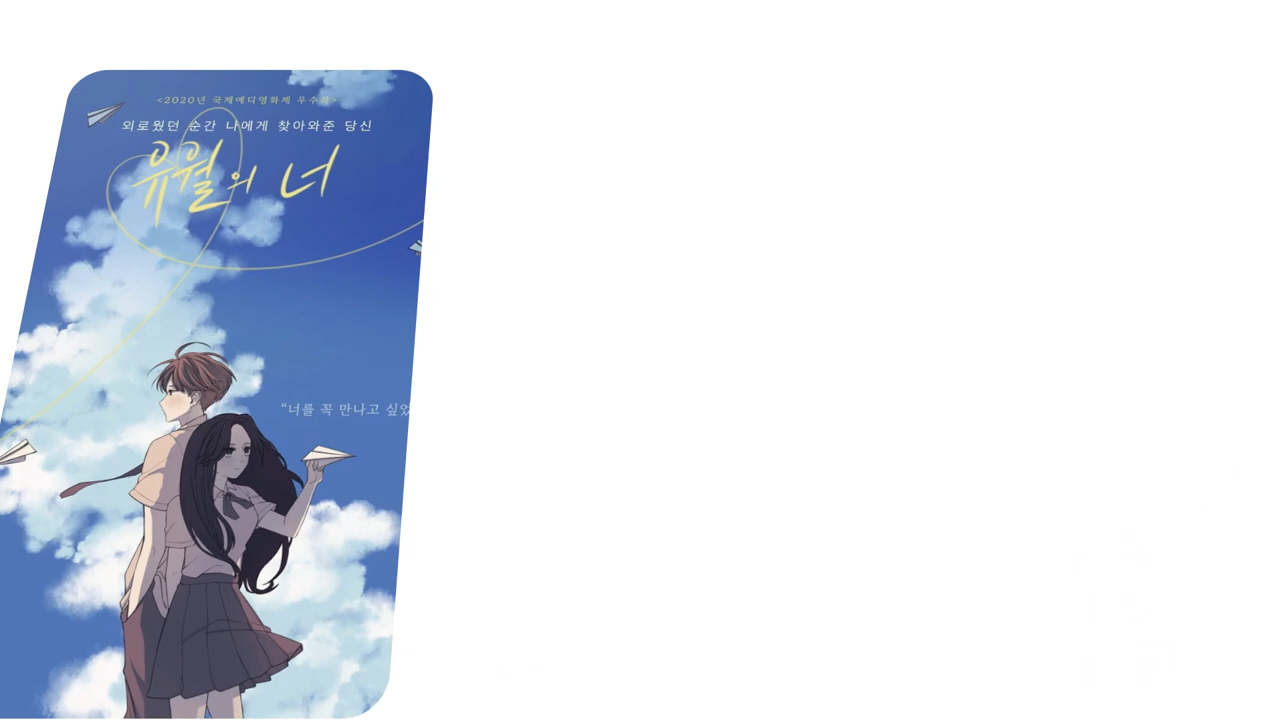 <2020년 국제메디영화제 우수작>
외로웠던 순간 나에게 찾아와준 당신
유월의 너
“너를 꼭 만나고 싶었